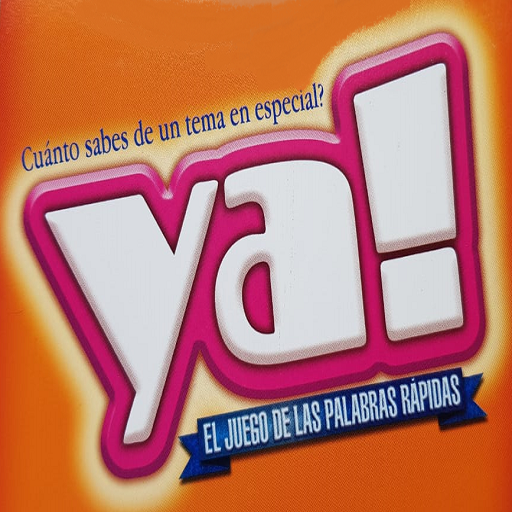 Cuánto sabes de un tema en especial?
ya!
EL JUEGO DE LAS PALABRAS RÁPIDAS